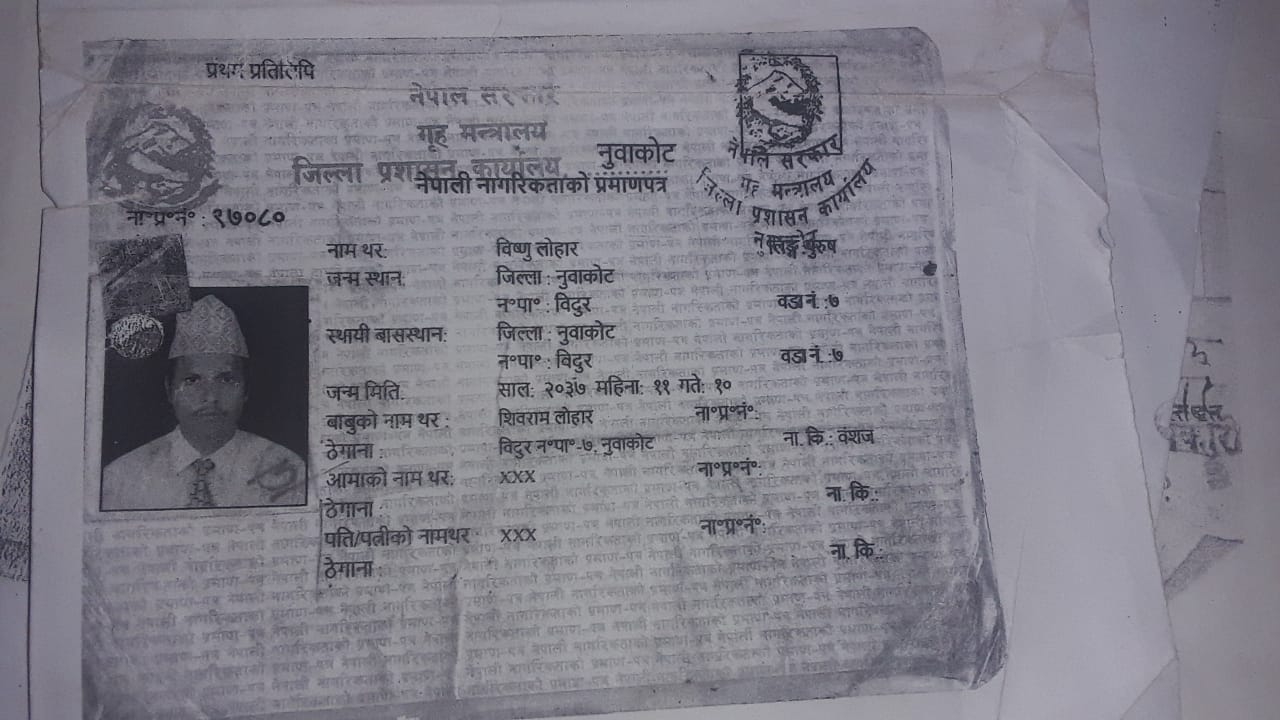 प्रथम प्रतिलिपि
नेपाल सरकार
गृह मन्त्रालय
जिल्ला प्रशासन कार्यालय नुवाकोट
नेपाली नागरिकताको प्रमाणपत्र
नेपाल सरकार
गृह मन्त्रालय
जिल्ला प्रशासन कार्यालय
ना°प्र°नं° : ९७०८०
नाम थर: विष्णु लोहार लिङ्ग: पुरुष
जन्म स्थान: जिल्ला : नुवाकोट
न°पा° : विदुर वडा नं. :७
स्थायी बासस्थान: जिल्ला : नुवाकोट
न°पा° : विदुर वडा नं :७
जन्म मिति: साल: २०३७ महिना: ११ गते: १०
बाबुको नाम थर : शिवराम लोहार ना°प्र°नं°:
ठेगाना : विदुर न°पा°-७, नुवाकोट ना. कि.: वंशज
आमाको नाम थर: XXX ना°प्र°नं°:
ठेगाना : ना. कि.:
पति/पत्नीको नामथर : XXX ना°प्र°नं°:
ठेगाना : ना. कि.: